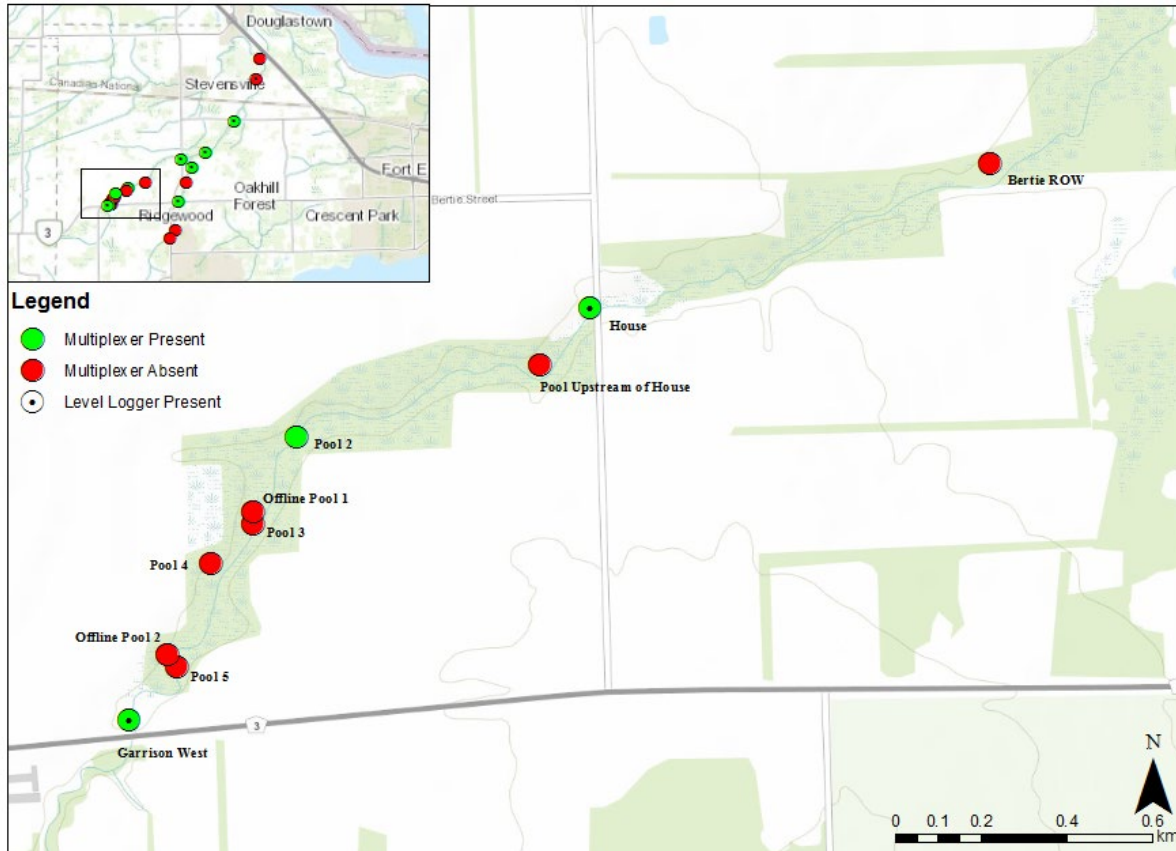 Douglastown
Stevensville
Canadian National
Fort E
Oakhill
Forest
Ridgewood
Crescent Park
3
Legend
Multiplexer Present
Multiplexer Absent
Level Logger Present
Bertie Street
Bertie ROW
House
Pool Upstream of House
Pool 2
Offline Pool 1
Pool 3
Pool 4
Offline Pool 2
Pool 5
3
Garrison West
N
0 0.1 0.2 0.4 0.6
km